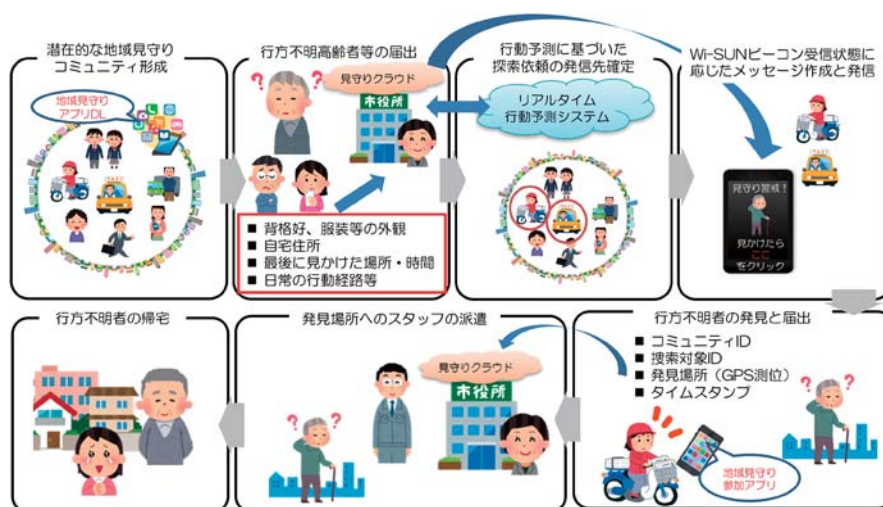 潜在的な地域見守り
コミュニティ形成
地域見守り
アプリDL
行方不明高齢者等の届出
見守りクラウド
市役所
■ 背格好、服装等の外観
■ 自宅住所
■ 最後に見かけた場所・時間
■ 日常の行動経路等
行動予測に基づいた
探索依頼の発信先確定
リアルタイム
行動予測システム
Wi-SUNビーコン受信状態に
応じたメッセージ作成と発信
見守り警戒！
見かけたら
ここ
をクリック
行方不明者の発見と届出
■ コミュニティID
■ 捜索対象ID
■ 発見場所（GPS測位）
■ タイムスタンプ
地域見守り
参加アプリ
発見場所へのスタッフの派遣
見守りクラウド
市役所
行方不明者の帰宅